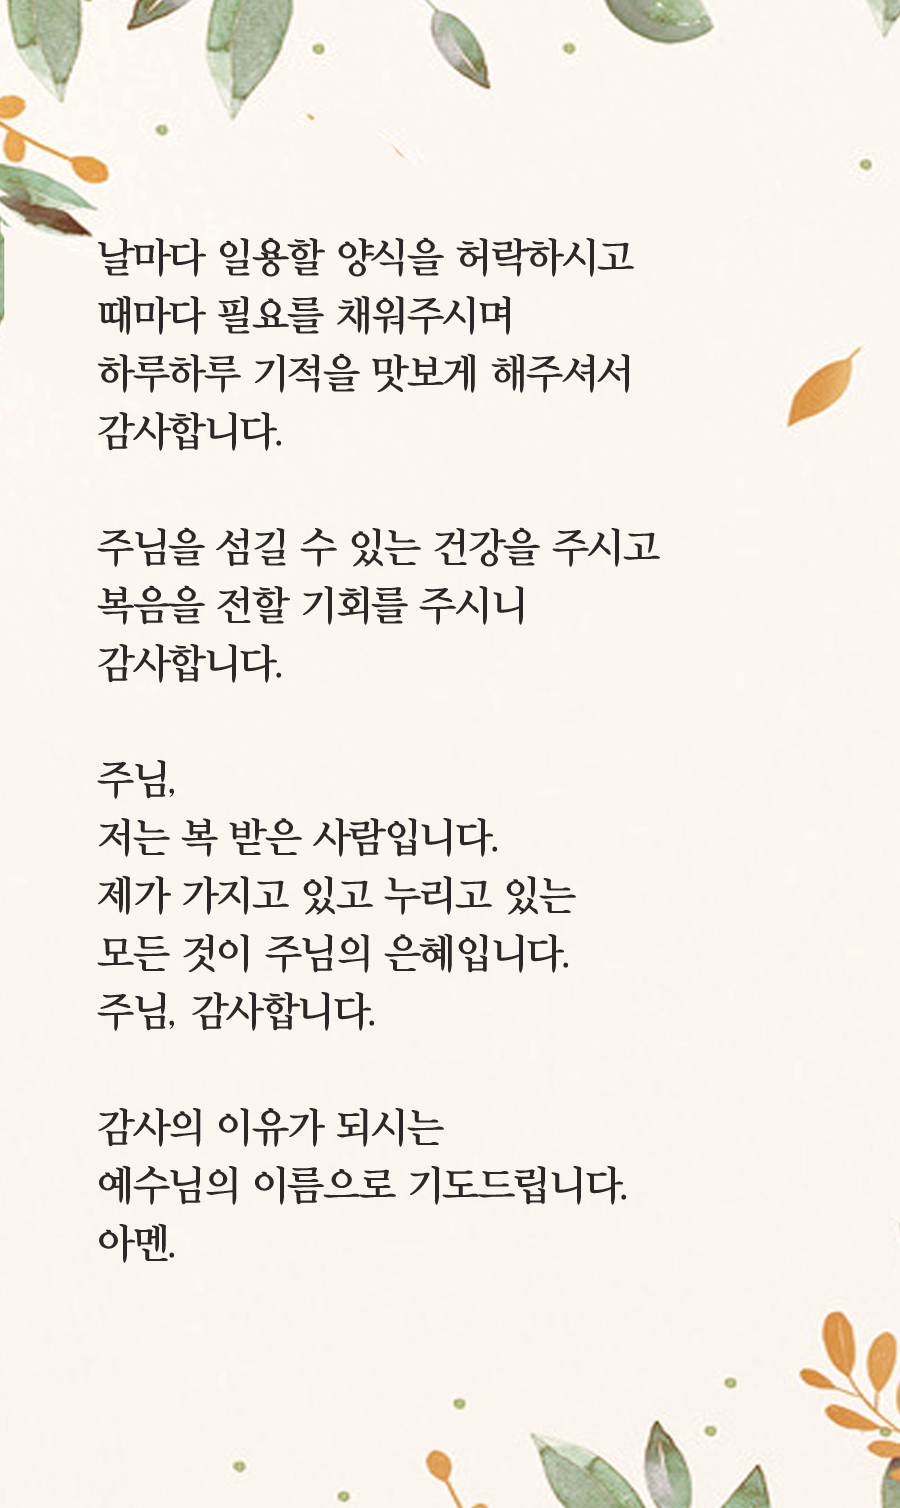 날마다 일용할 양식을 허락하시고
때마다 필요를 채워주시며
하루하루 기적을 맛보게 해주셔서
감사합니다.
주님을 섬길 수 있는 건강을 주시고
복음을 전할 기회를 주시니
감사합니다.
주님,
저는 복 받은 사람입니다.
제가 가지고 있고 누리고 있는
모든 것이 주님의 은혜입니다.
주님, 감사합니다.
감사의 이유가 되시는
예수님의 이름으로 기도드립니다.
아멘.